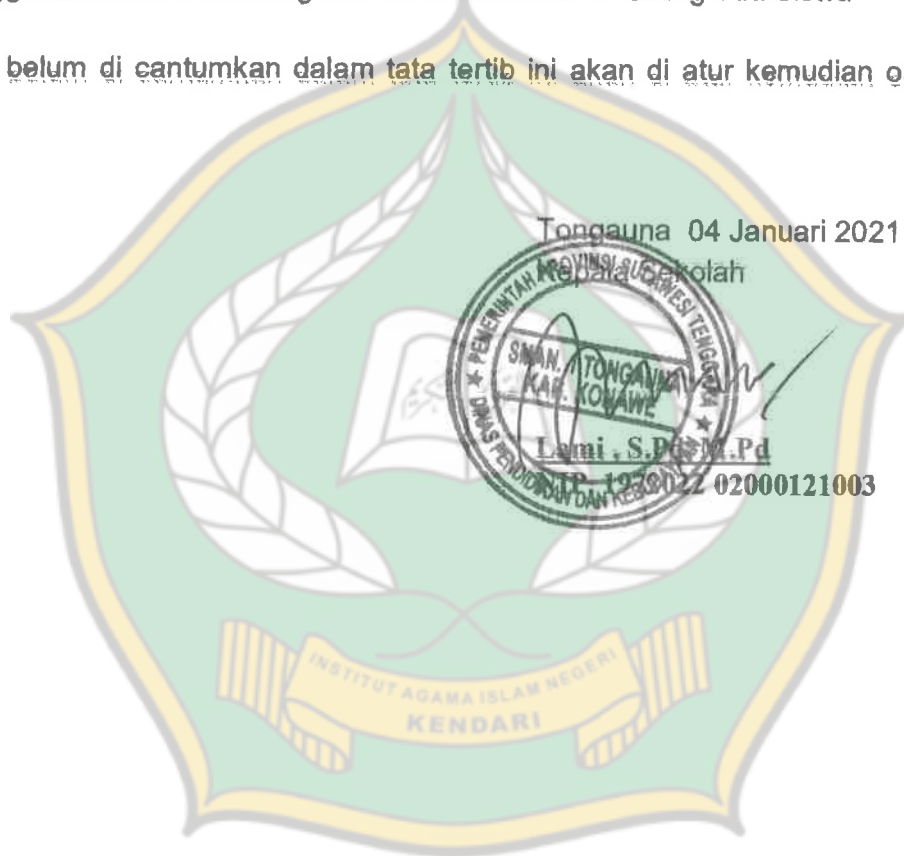 belum di cantumkan dalam tata tertib ini akan di atur kemudian o
Tongauna 04 Januari 2021
Kepala Sekolah
PEMERINTAH PROVINSI SULAWESI TENGGARA
SMAN. 1 TONGAUNA
KAB. KONAWE
DINAS PENDIDIKAN DAN KEBUDAYAAN
Lami , S.Pd, M.Pd
02000121003
INSTITUT AGAMA ISLAM NEGERI
KENDARI